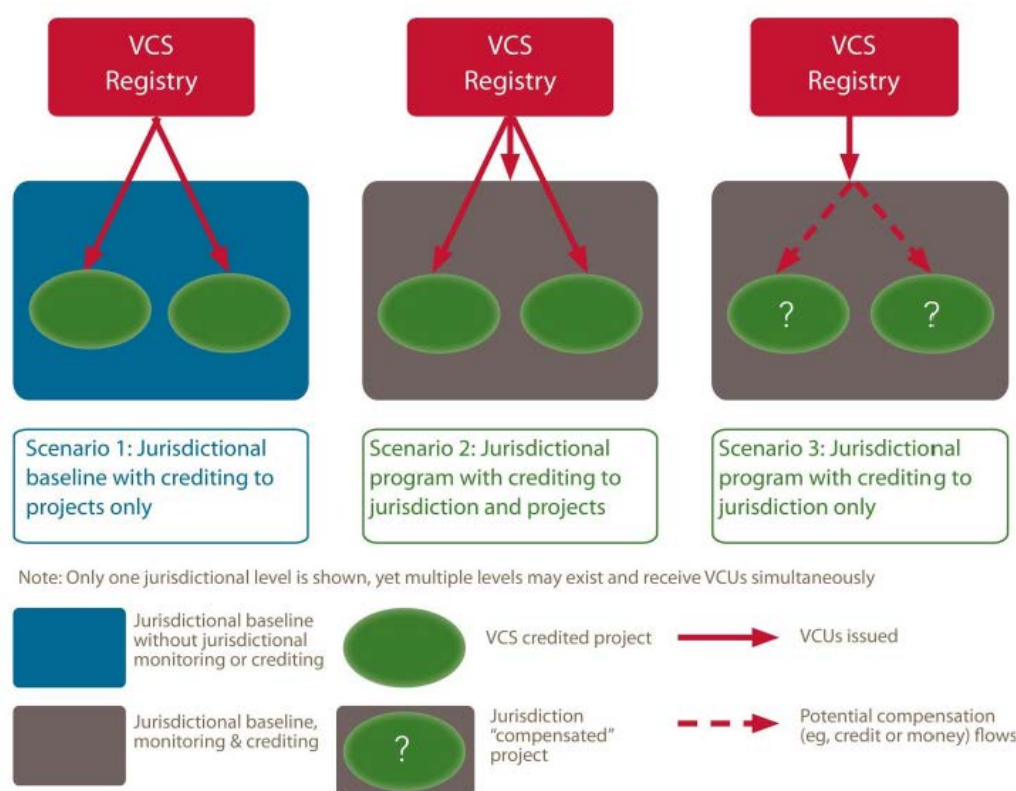 VCS
Registry
VCS
Registry
VCS
Registry
?
?
Scenario 1: Jurisdictional
baseline with crediting to
projects only
Scenario 2: Jurisdictional
program with crediting to
jurisdiction and projects
Scenario 3: Jurisdictional
program with crediting to
jurisdiction only
Note: Only one jurisdictional level is shown, yet multiple levels may exist and receive VCUs simultaneously
Jurisdictional baseline
without jurisdictional
monitoring or crediting
VCS credited project
VCUs issued
Jurisdictional baseline,
monitoring & crediting
?
Jurisdiction
“compensated”
project
Potential compensation
(eg, credit or money) flows